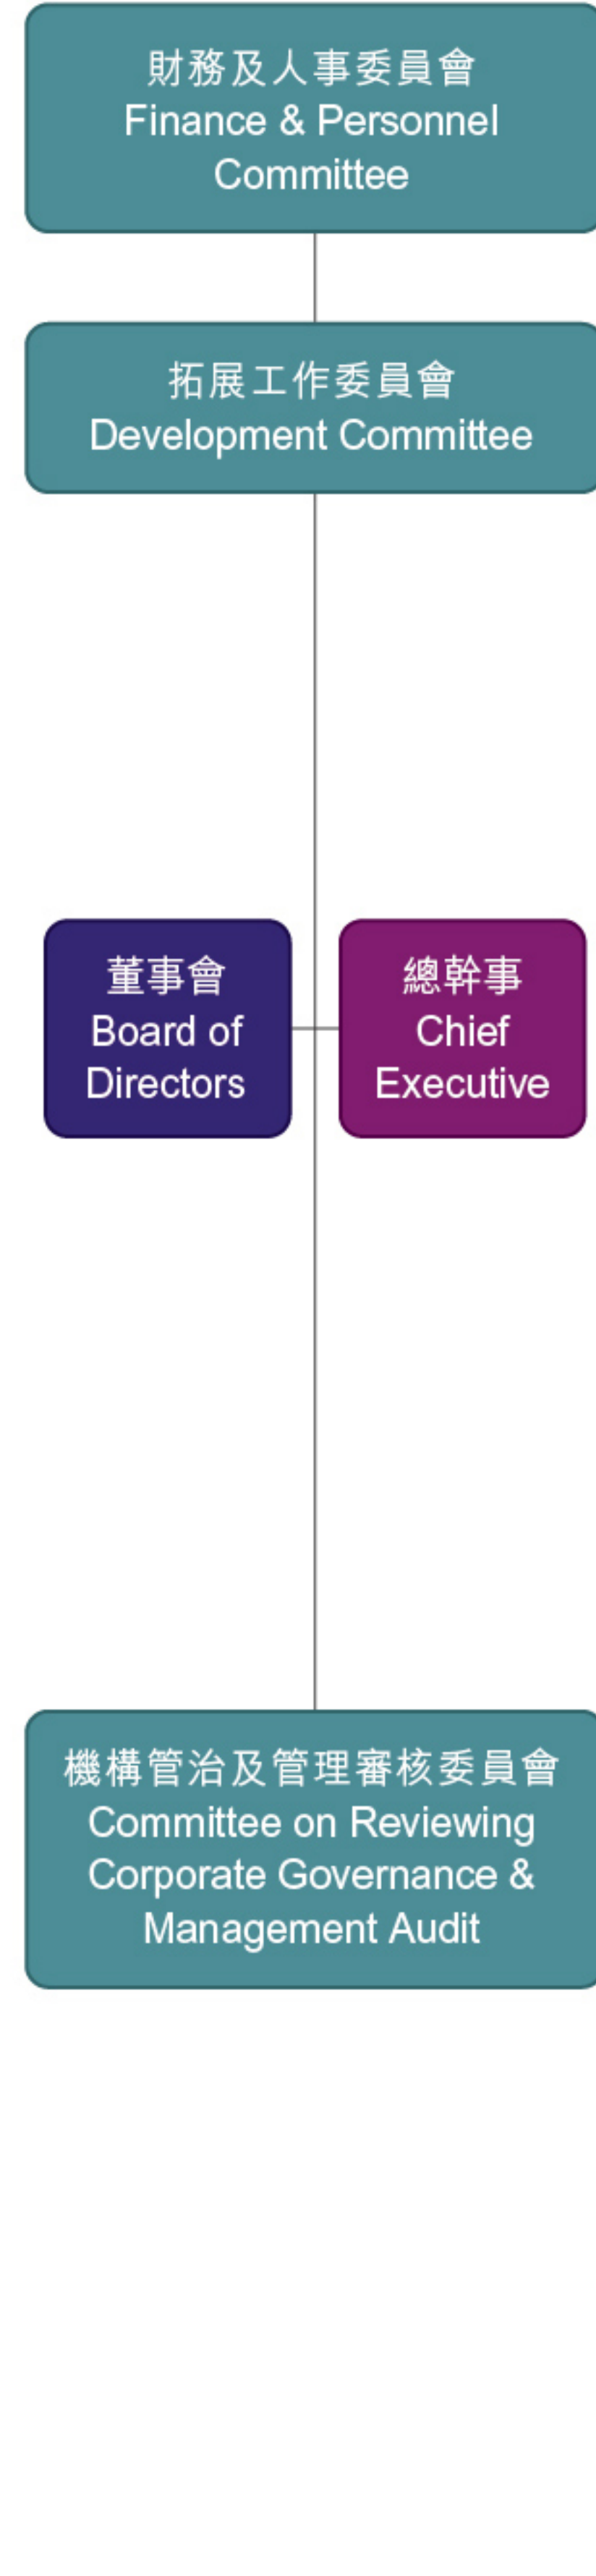 財務及人事委員會
Finance & Personnel
Committee
拓展工作委員會
Development Committee
董事會
Board of
Directors
總幹事
Chief
Executive
機構管治及管理審核委員會
Committee on Reviewing
Corporate Governance &
Management Audit